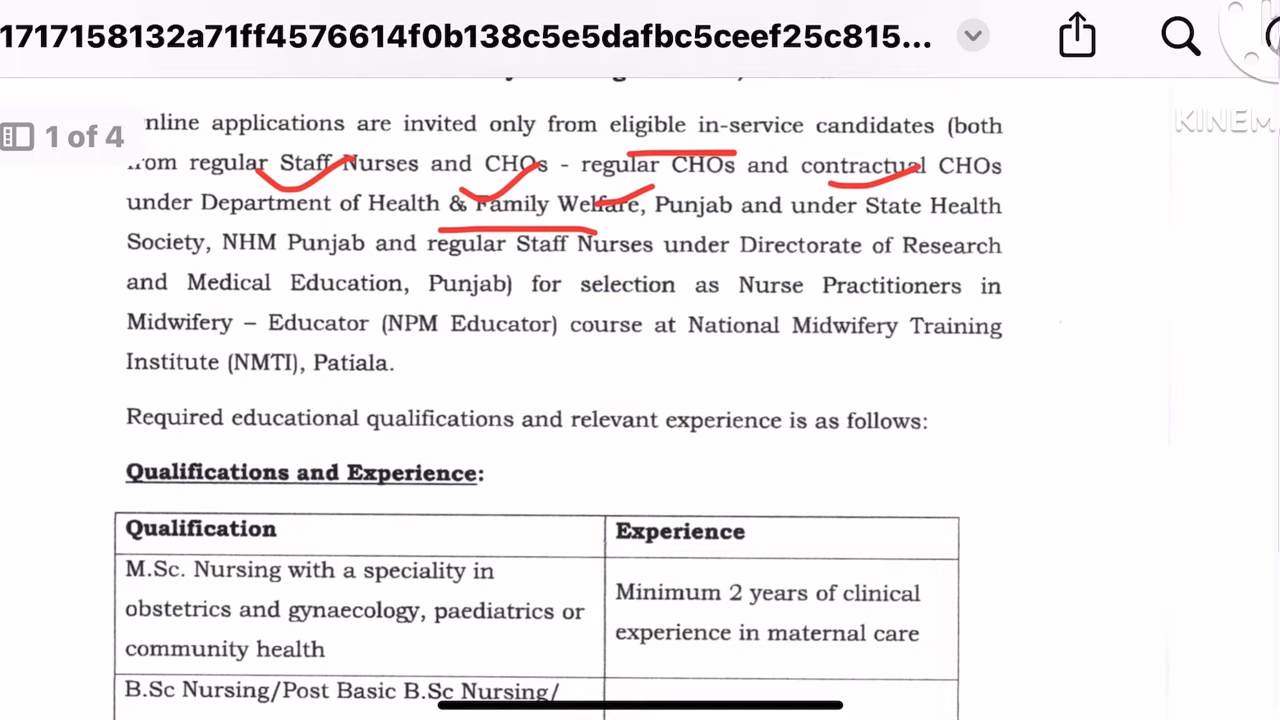 1717158132a71ff4576614f0b138c5e5dafbc5ceef25c815...
1 of 4
KINEM
nline applications are invited only from eligible in-service candidates (both
from regular Staff Nurses and CHOs - regular CHOs and contractual CHOs
under Department of Health & Family Welfare, Punjab and under State Health
Society, NHM Punjab and regular Staff Nurses under Directorate of Research
and Medical Education, Punjab) for selection as Nurse Practitioners in
Midwifery – Educator (NPM Educator) course at National Midwifery Training
Institute (NMTI), Patiala.
Required educational qualifications and relevant experience is as follows:
Qualifications and Experience:
Qualification
Experience
M.Sc. Nursing with a speciality in
obstetrics and gynaecology, paediatrics or
community health
Minimum 2 years of clinical
experience in maternal care
B.Sc Nursing/Post Basic B.Sc Nursing/